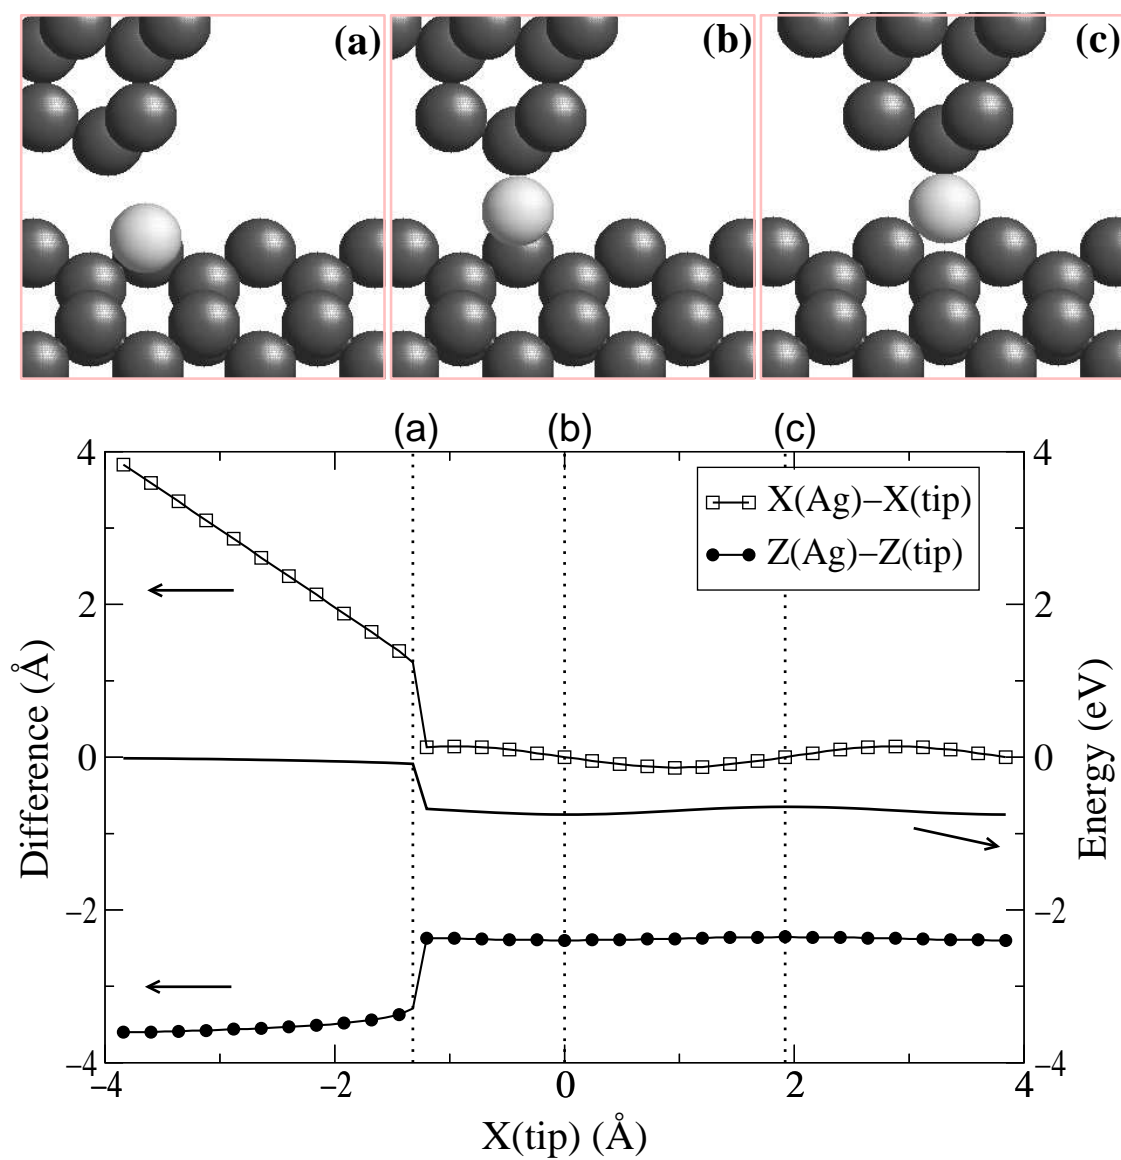 (a)
(b)
(c)
(a)
(b)
(c)
4
2
0
−2
−4
4
2
0
−2
−4
X(Ag)−X(tip)
Z(Ag)−Z(tip)
Difference (Å)
Energy (eV)
−4
−2
0
2
4
X(tip) (Å)